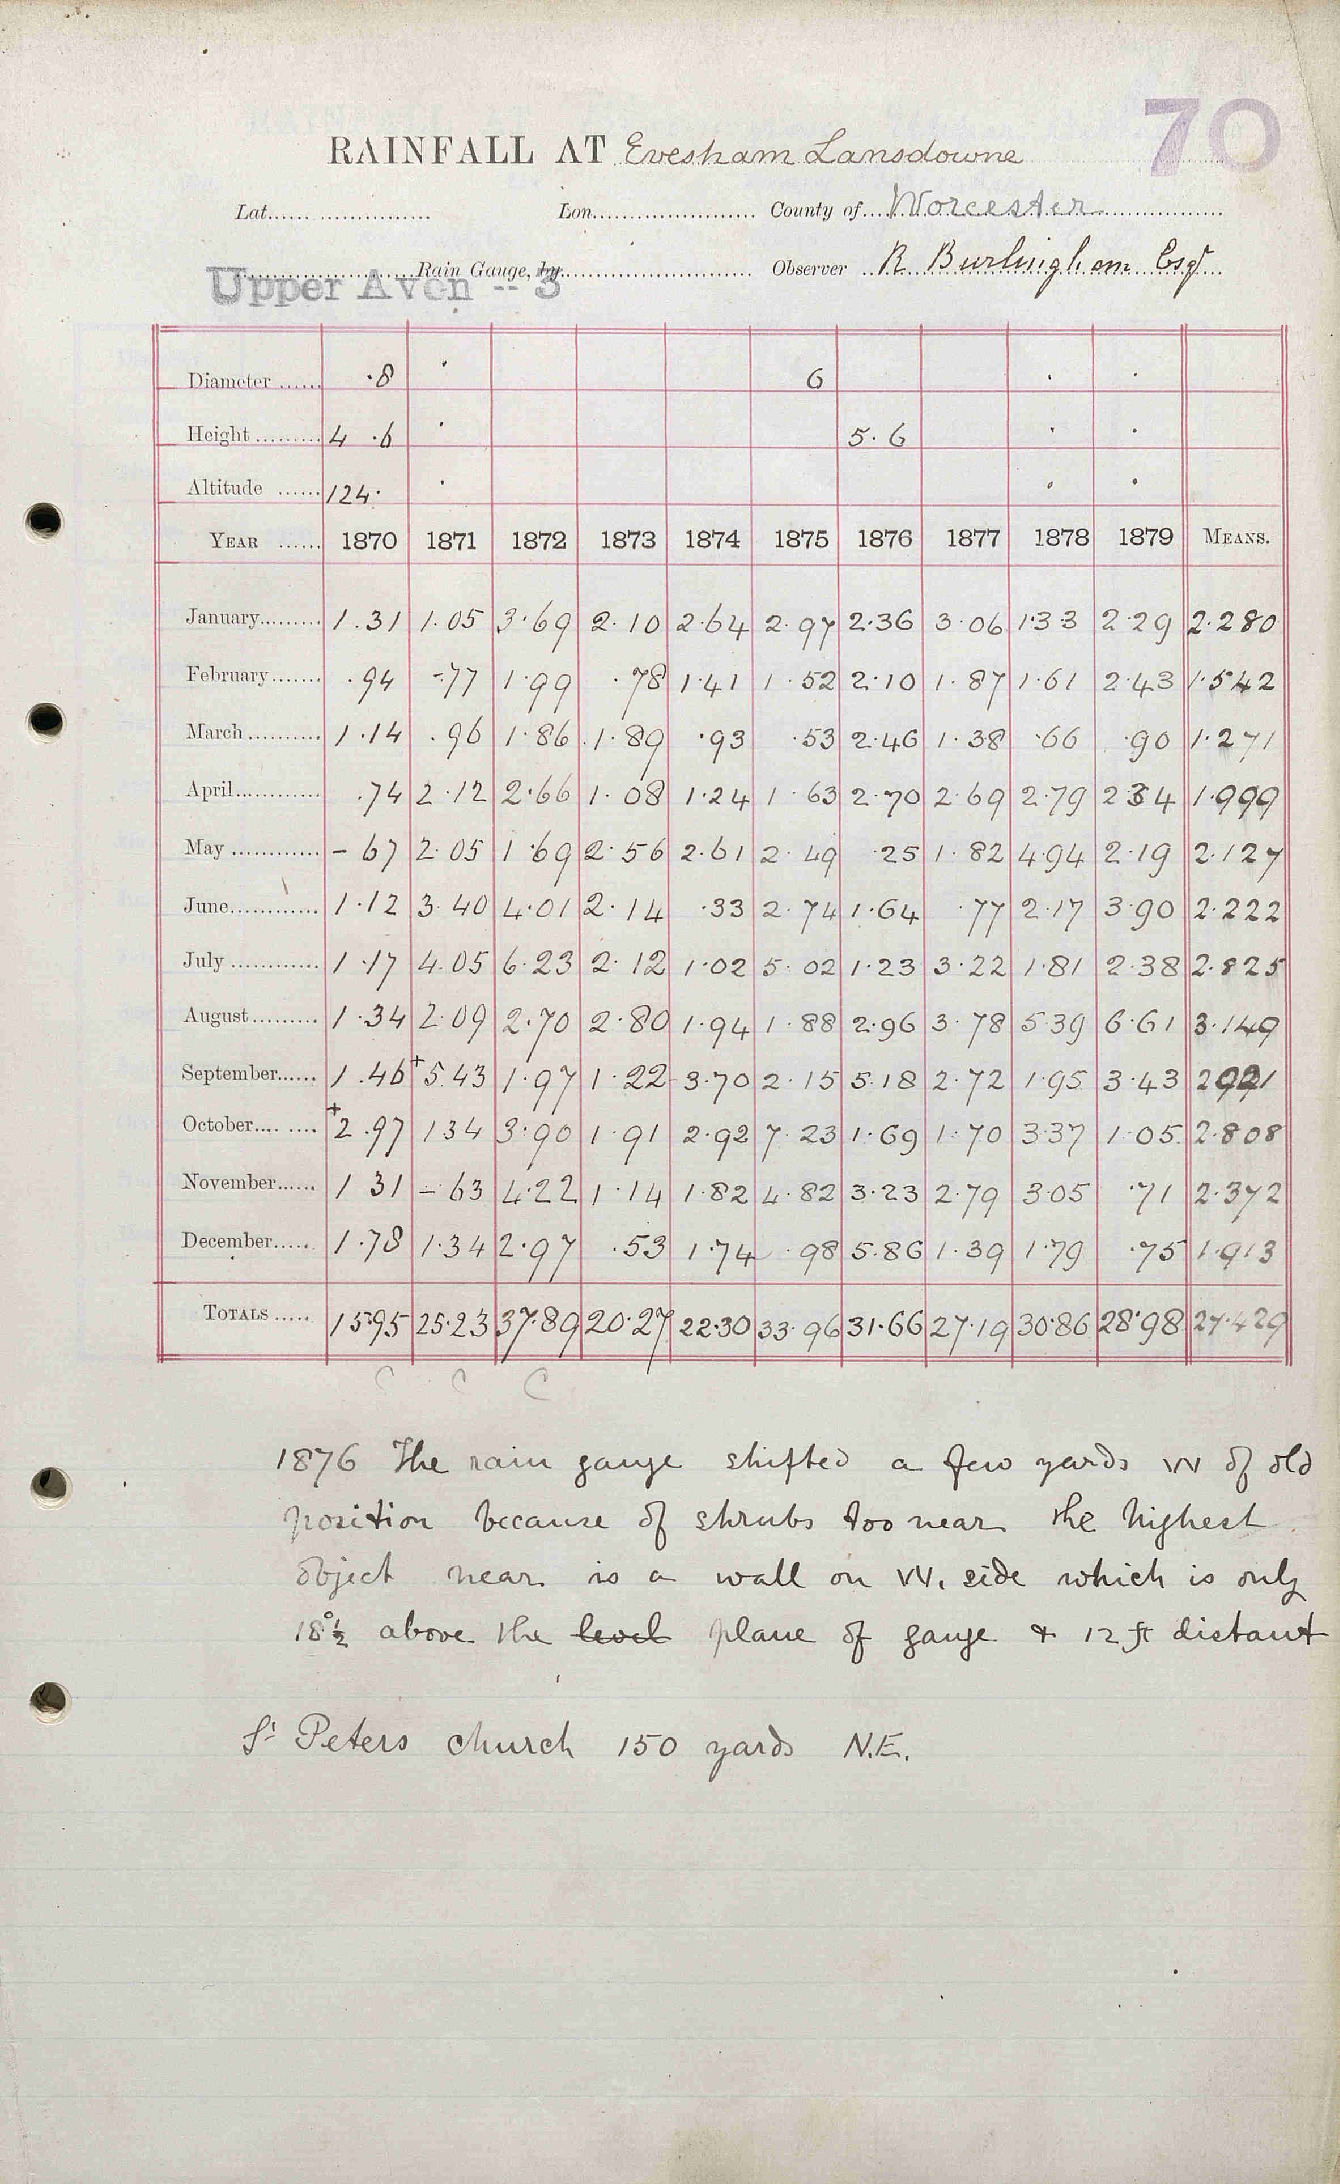 70
RAINFALL AT Evesham Lansdowne
Lat. Lon. County of Worcester
Rain Gauge, by Observer R Burlingham Esqr
Upper Avon -- 3
Diameter ·8 6
Height 4 ·6 5·6
Altitude 124·
YEAR 1870 1871 1872 1873 1874 1875 1876 1877 1878 1879 MEANS.
January 1.31 1.05 3·69 2.10 2·64 2.97 2·36 3·06 1·33 2·29 2·280
February ·94 -77 1·99 ·78 1·41 1·52 2·10 1·87 1·61 2·43 1·542
March 1·14 ·96 1·86 1·89 ·93 ·53 2·46 1·38 ·66 ·90 1·271
April ·74 2·12 2·66 1·08 1·24 1·63 2·70 2·69 2·79 234 1·999
May - 67 2·05 1·69 2·56 2·61 2·49 ·25 1·82 4·94 2·19 2·127
June 1·12 3·40 4·01 2·14 ·33 2·74 1·64 ·77 2·17 3·90 2·222
July 1·17 4·05 6·23 2·12 1·02 5·02 1·23 3·22 1·81 2·38 2·825
August 1·34 2·09 2·70 2·80 1·94 1·88 2·96 3·78 5·39 6·61 3·149
September 1·46 +5·43 1·97 1·22 3·70 2·15 5·18 2·72 1·95 3·43 2921
October +2·97 134 3·90 1·91 2·92 7·23 1·69 1·70 3·37 1·05 2·808
November 1 31 - 63 4·22 1·14 1·82 4·82 3·23 2·79 3·05 ·71 2·372
December 1·78 1·34 2·97 ·53 1·74 ·98 5·86 1·39 1·79 ·75 1·913
TOTALS 15·95 25·23 37·89 20·27 22·30 33·96 31·66 27·19 30·86 28·98 27·429
C C C
1876 The rain gauge shifted a few yards W of old
position because of shrubs too near the highest
object near is a wall on W. side which is only
18°½ above the level plane of gauge & 12 ft distant
St Peters church 150 yards N.E.